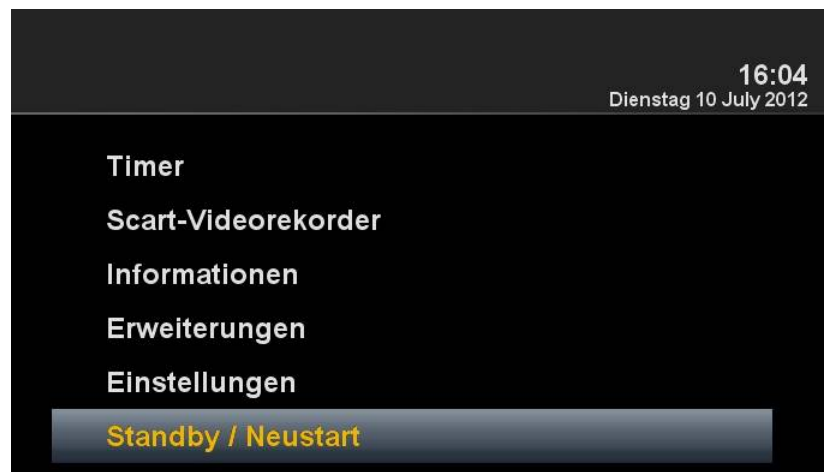 16:04
Dienstag 10 July 2012
Timer
Scart-Videorekorder
Informationen
Erweiterungen
Einstellungen
Standby / Neustart